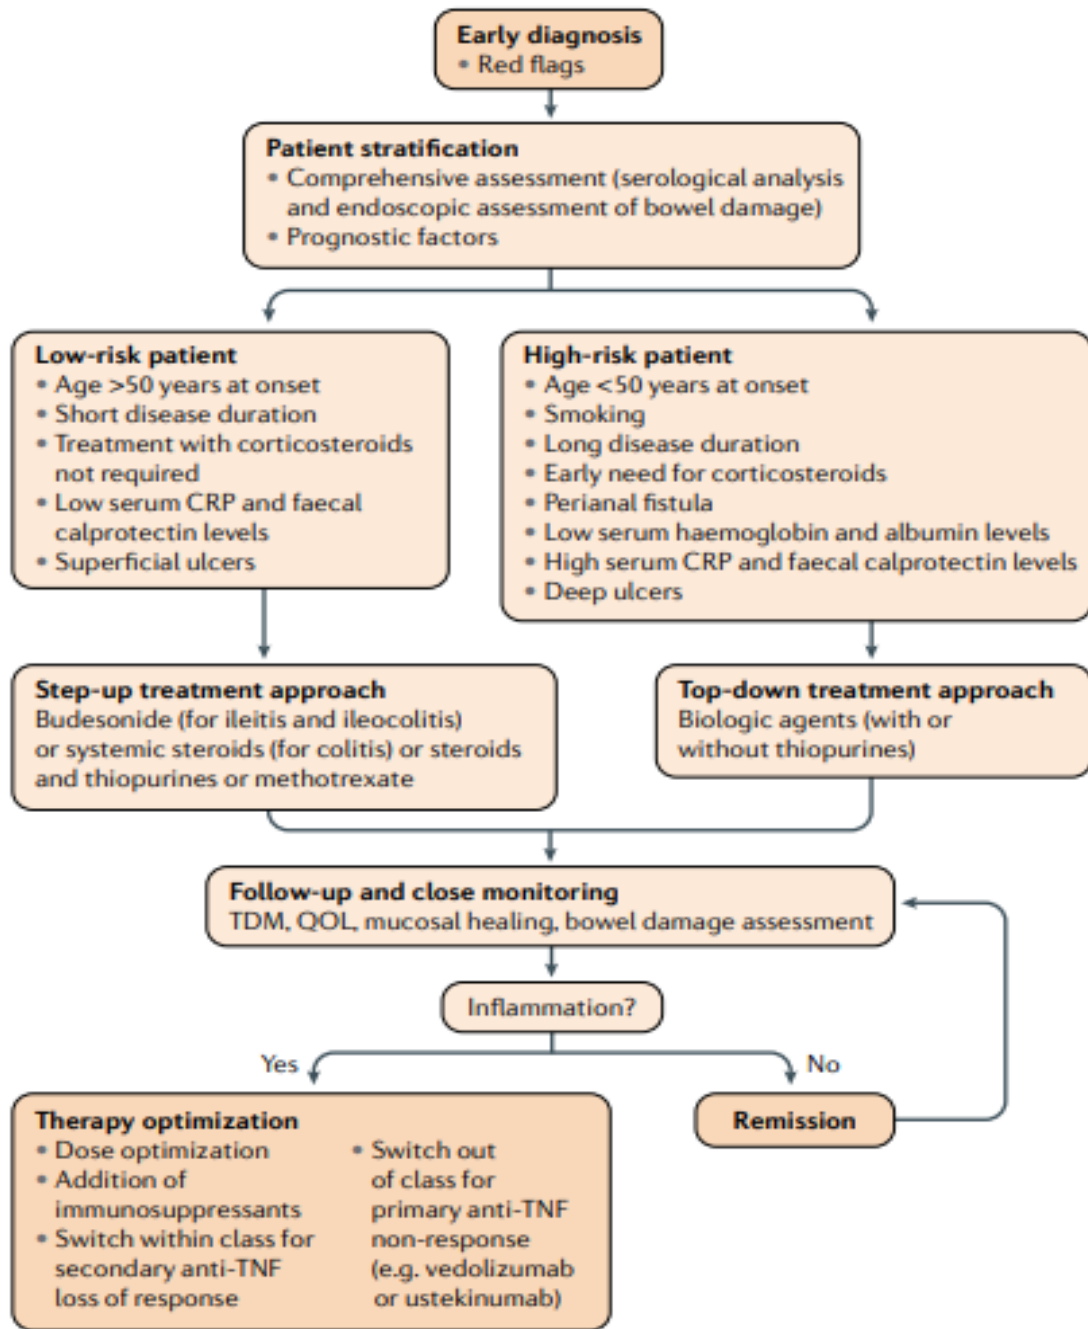 Early diagnosis
• Red flags
Patient stratification
• Comprehensive assessment (serological analysis
and endoscopic assessment of bowel damage)
• Prognostic factors
Low-risk patient
• Age >50 years at onset
• Short disease duration
• Treatment with corticosteroids
not required
• Low serum CRP and faecal
calprotectin levels
• Superficial ulcers
High-risk patient
• Age <50 years at onset
• Smoking
• Long disease duration
• Early need for corticosteroids
• Perianal fistula
• Low serum haemoglobin and albumin levels
• High serum CRP and faecal calprotectin levels
• Deep ulcers
Step-up treatment approach
Budesonide (for ileitis and ileocolitis)
or systemic steroids (for colitis) or steroids
and thiopurines or methotrexate
Top-down treatment approach
Biologic agents (with or
without thiopurines)
Follow-up and close monitoring
TDM, QOL, mucosal healing, bowel damage assessment
Inflammation?
Yes
No
Therapy optimization
• Dose optimization
• Addition of
immunosuppressants
• Switch within class for
secondary anti-TNF
loss of response
• Switch out
of class for
primary anti-TNF
non-response
(e.g. vedolizumab
or ustekinumab)
Remission